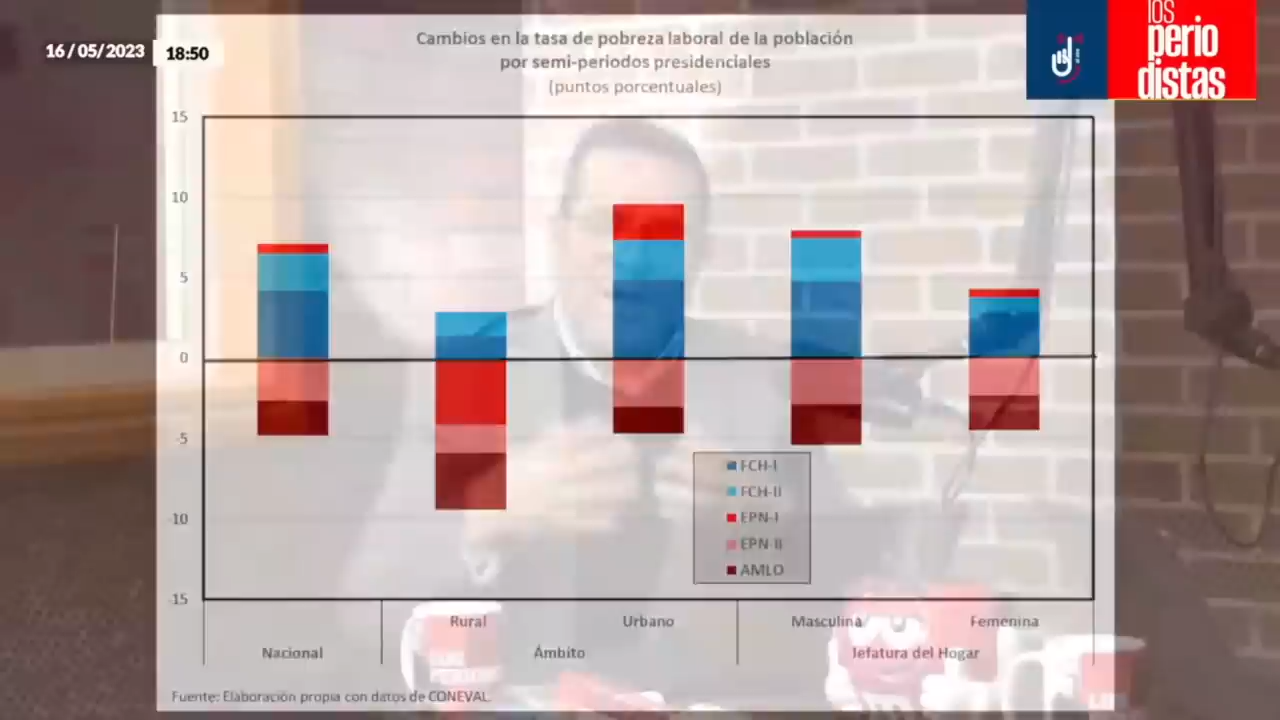 16/05/2023 18:50
los
perio
distas
Cambios en la tasa de pobreza laboral de la población
por semi-periodos presidenciales
(puntos porcentuales)
15
10
5
0
-5
-10
-15
FCH-I
FCH-II
EPN-I
EPN-II
AMLO
Rural Urbano Masculina Femenina
Nacional Ámbito Jefatura del Hogar
Fuente: Elaboración propia con datos de CONEVAL.